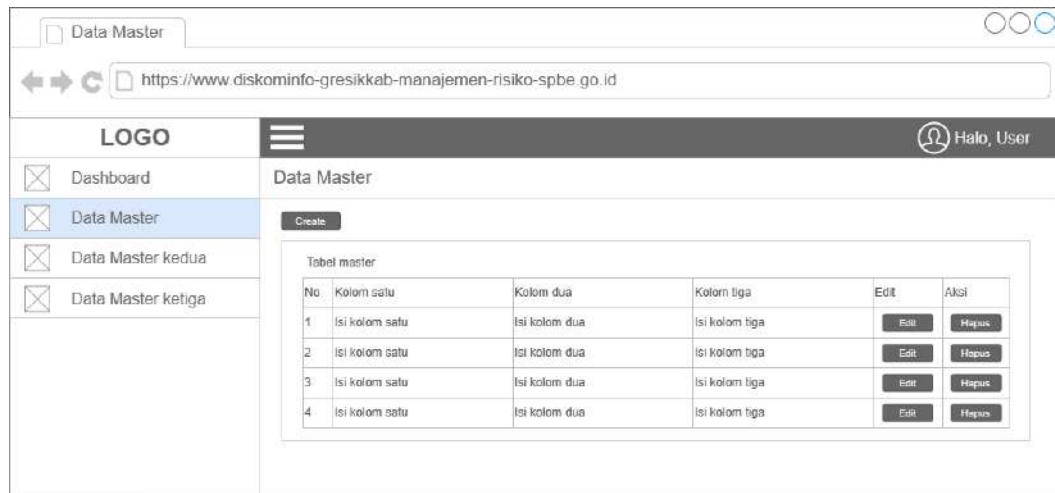 Data Master
https://www.diskominfo-gresikkab-manajemen-risiko-spbe.go.id
LOGO
Halo, User
Dashboard
Data Master
Data Master kedua
Data Master ketiga
Data Master
Create
Tabel master
No Kolom satu Kolom dua Kolom tiga Edit Aksi
1 Isi kolom satu Isi kolom dua Isi kolom tiga Edit Hapus
2 Isi kolom satu Isi kolom dua Isi kolom tiga Edit Hapus
3 Isi kolom satu Isi kolom dua Isi kolom tiga Edit Hapus
4 Isi kolom satu Isi kolom dua Isi kolom tiga Edit Hapus